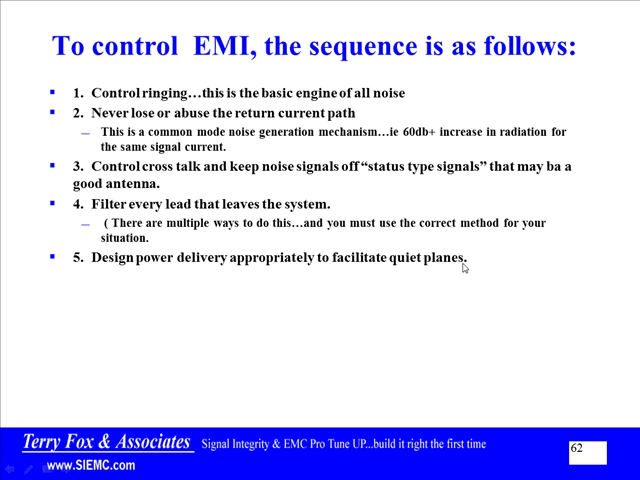 To control EMI, the sequence is as follows:
1. Control ringing…this is the basic engine of all noise
2. Never lose or abuse the return current path
This is a common mode noise generation mechanism…ie 60db+ increase in radiation for
the same signal current.
3. Control cross talk and keep noise signals off “status type signals” that may ba a
good antenna.
4. Filter every lead that leaves the system.
( There are multiple ways to do this…and you must use the correct method for your
situation.
5. Design power delivery appropriately to facilitate quiet planes.
Terry Fox & Associates Signal Integrity & EMC Pro Tune UP...build it right the first time
62
www.SIEMC.com